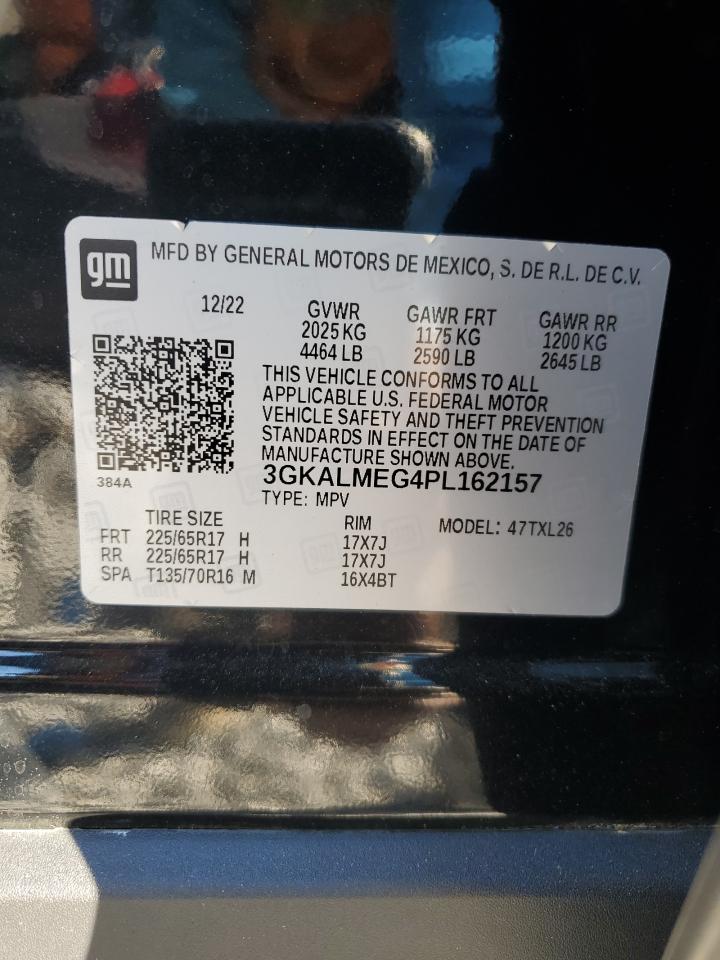 gm
MFD BY GENERAL MOTORS DE MEXICO, S. DE R.L. DE C.V.
12/22 GVWR GAWR FRT GAWR RR
2025 KG 1175 KG 1200 KG
4464 LB 2590 LB 2645 LB
THIS VEHICLE CONFORMS TO ALL
APPLICABLE U.S. FEDERAL MOTOR
VEHICLE SAFETY AND THEFT PREVENTION
STANDARDS IN EFFECT ON THE DATE OF
MANUFACTURE SHOWN ABOVE.
384A
3GKALMEG4PL162157
TYPE: MPV
TIRE SIZE RIM MODEL: 47TXL26
FRT 225/65R17 H 17X7J
RR 225/65R17 H 17X7J
SPA T135/70R16 M 16X4BT